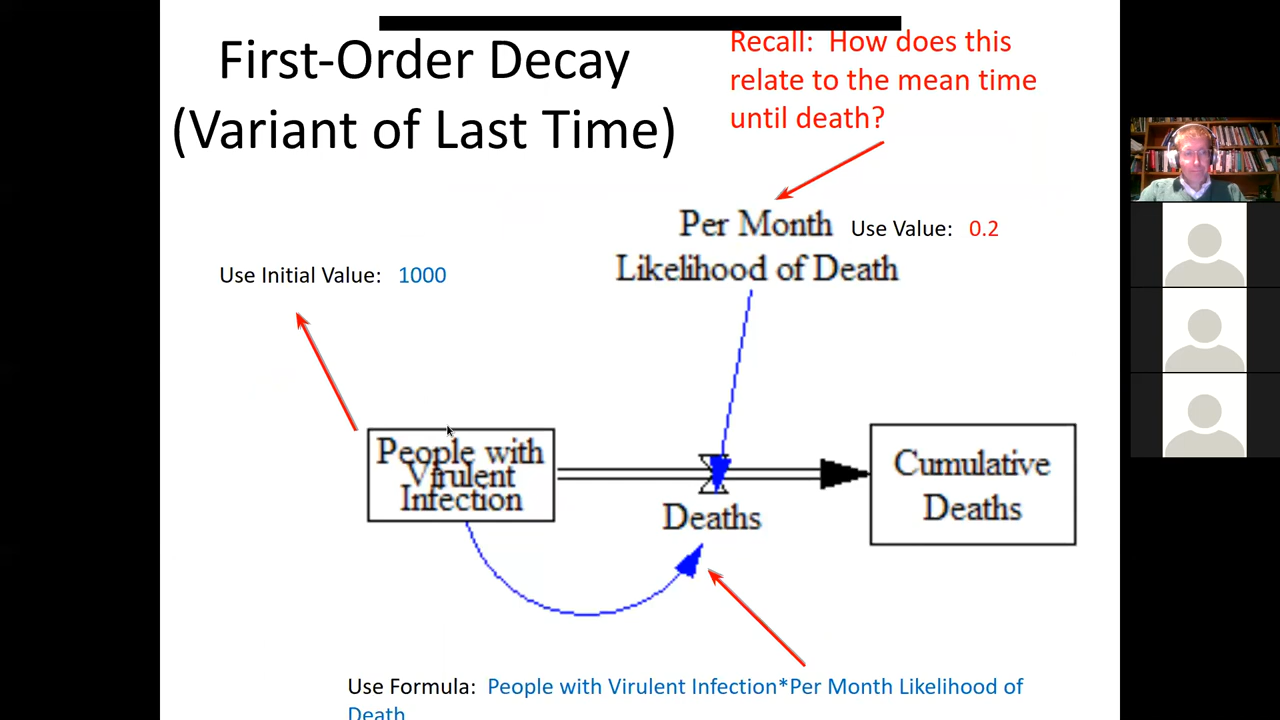 First-Order Decay
(Variant of Last Time)
Recall:  How does this
relate to the mean time
until death?
Per Month
Likelihood of Death
Use Value:  0.2
Use Initial Value:  1000
People with
Virulent
Infection
Deaths
Cumulative
Deaths
Use Formula:  People with Virulent Infection*Per Month Likelihood of
Death